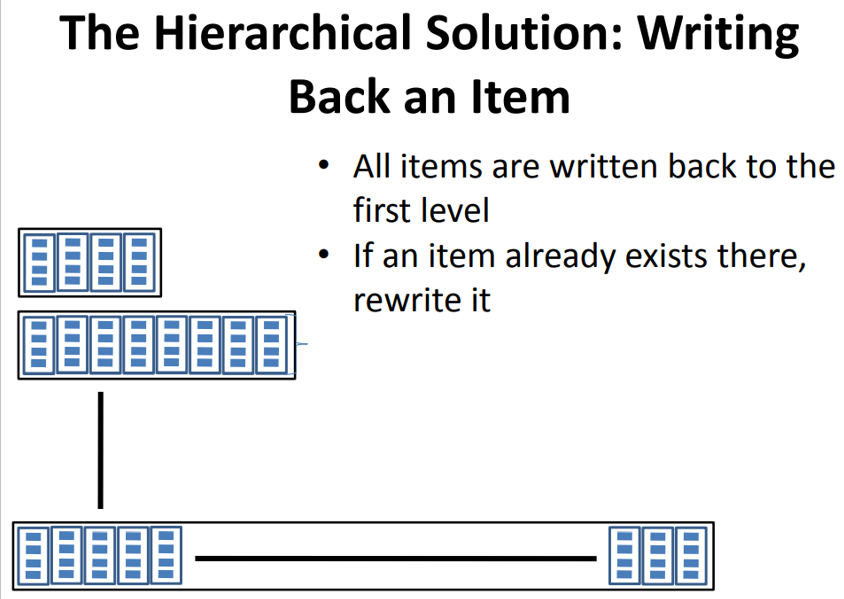 The Hierarchical Solution: Writing
Back an Item
• All items are written back to the
first level
• If an item already exists there,
rewrite it